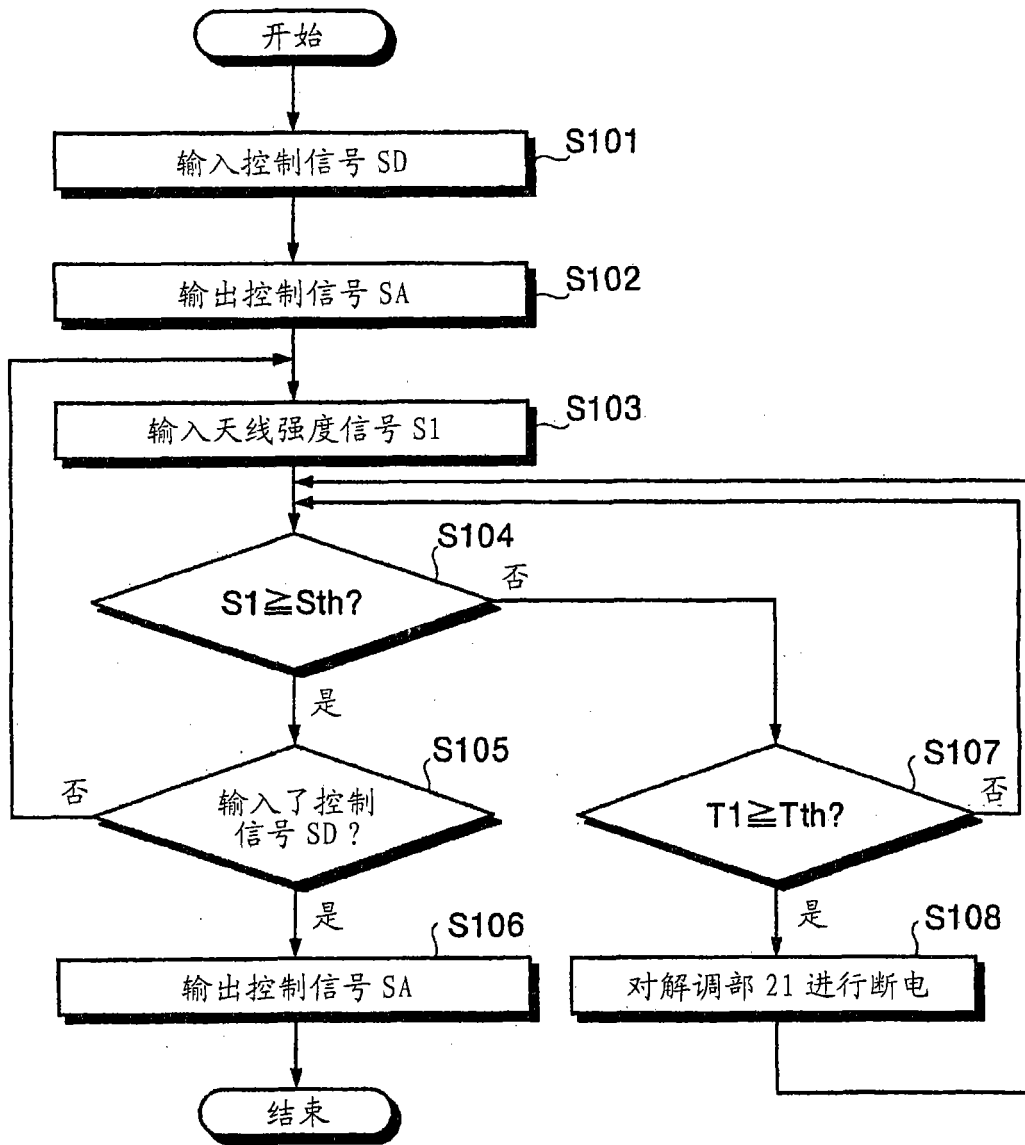 开始
输入控制信号 SD
S101
输出控制信号 SA
S102
输入天线强度信号 S1
S103
S104
S1≧Sth?
否
是
S105
输入了控制
信号 SD ?
否
是
S107
T1≧Tth?
否
是
S106
输出控制信号 SA
S108
对解调部 21 进行断电
结束